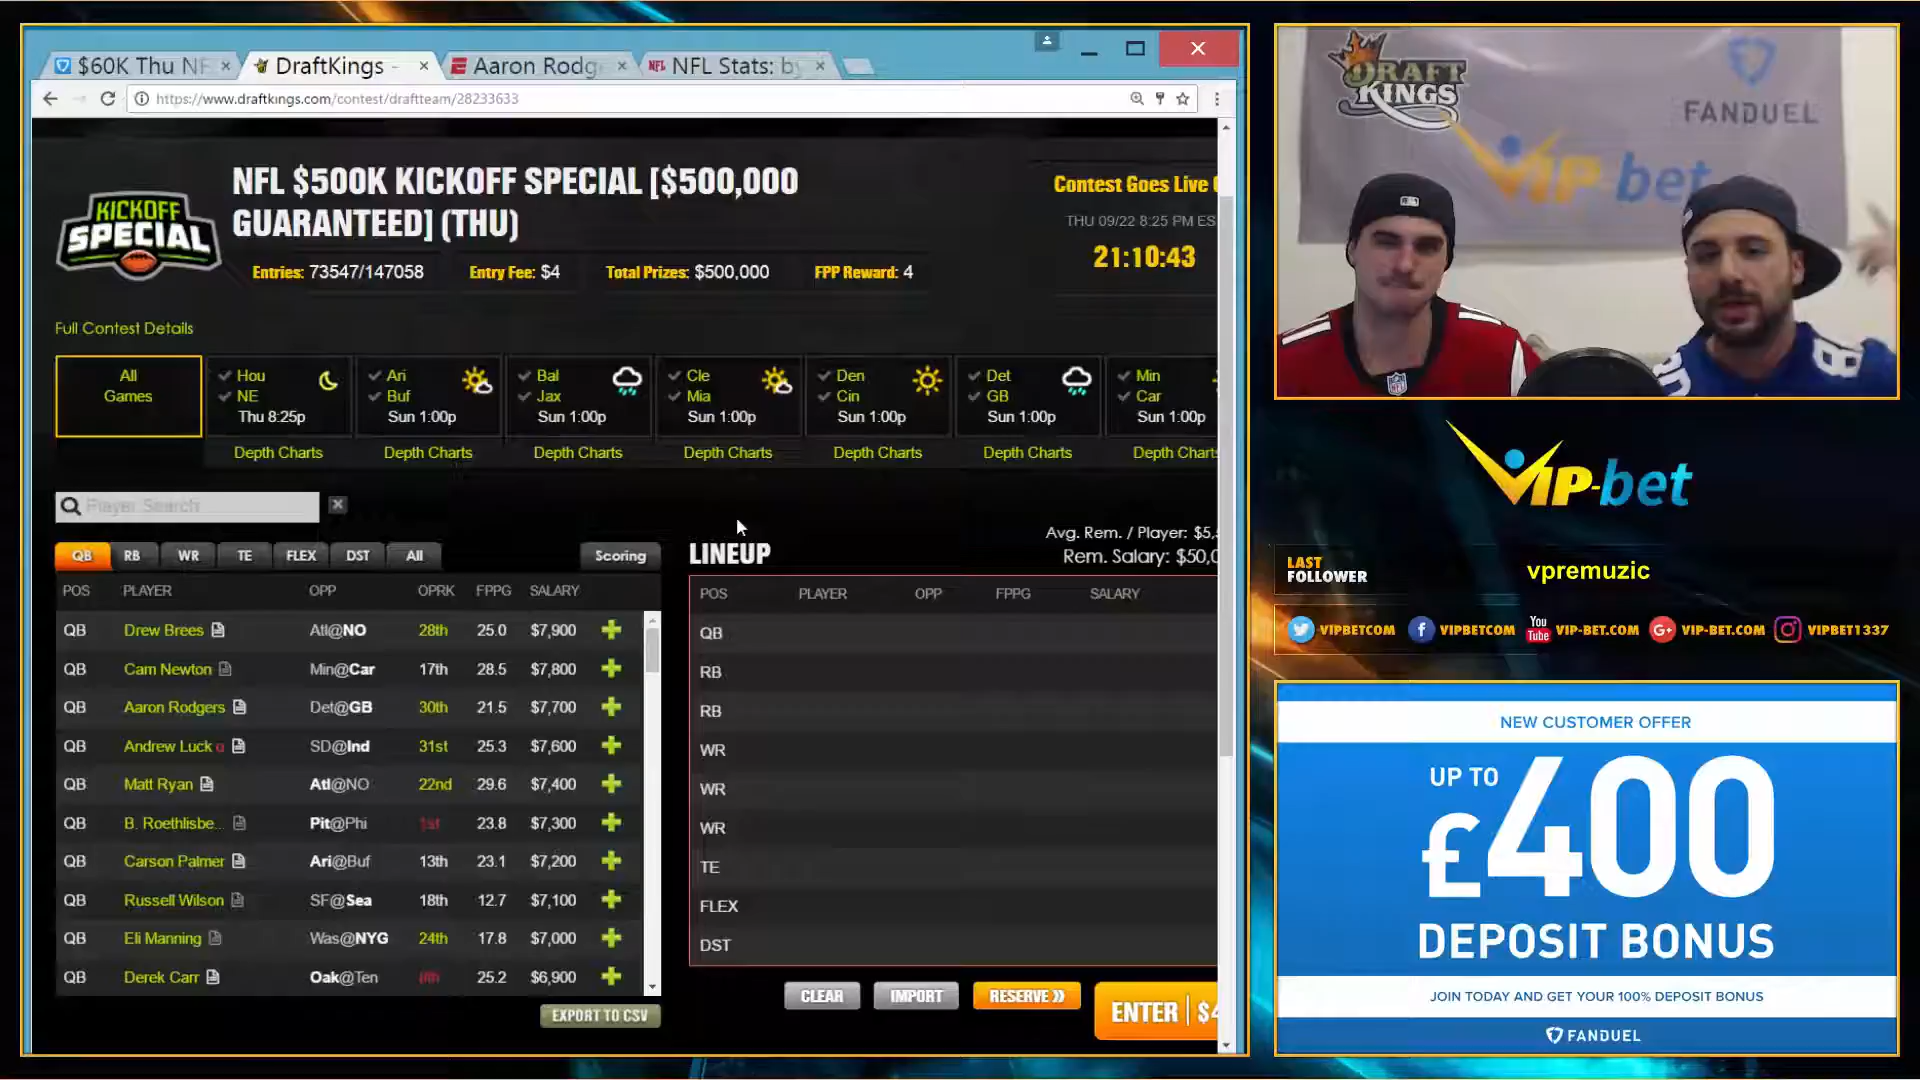 $60K Thu NF
DraftKings -
Aaron Rodg
NFL Stats: by
https://www.draftkings.com/contest/draftteam/28233633
KICKOFF
SPECIAL
NFL $500K KICKOFF SPECIAL [$500,000
GUARANTEED] (THU)
Entries: 73547/147058
Entry Fee: $4
Total Prizes: $500,000
FPP Reward: 4
Contest Goes Live
THU 09/22 8:25 PM ES
21:10:43
Full Contest Details
All
Games
Hou
NE
Thu 8:25p
Ari
Buf
Sun 1:00p
Bal
Jax
Sun 1:00p
Cle
Mia
Sun 1:00p
Den
Cin
Sun 1:00p
Det
GB
Sun 1:00p
Min
Car
Sun 1:00p
Depth Charts
Depth Charts
Depth Charts
Depth Charts
Depth Charts
Depth Charts
Depth Charts
Player Search
QB RB WR TE FLEX DST All Scoring
POS PLAYER OPP OPRK FPPG SALARY
QB Drew Brees Atl@NO 28th 25.0 $7,900
QB Cam Newton Min@Car 17th 28.5 $7,800
QB Aaron Rodgers Det@GB 30th 21.5 $7,700
QB Andrew Luck Q SD@Ind 31st 25.3 $7,600
QB Matt Ryan Atl@NO 22nd 29.6 $7,400
QB B. Roethlisbe... Pit@Phi 1st 23.8 $7,300
QB Carson Palmer Ari@Buf 13th 23.1 $7,200
QB Russell Wilson SF@Sea 18th 12.7 $7,100
QB Eli Manning Was@NYG 24th 17.8 $7,000
QB Derek Carr Oak@Ten 25.2 $6,900
EXPORT TO CSV
LINEUP
Avg. Rem. / Player: $5,
Rem. Salary: $50,0
POS PLAYER OPP FPPG SALARY
QB
RB
RB
WR
WR
WR
TE
FLEX
DST
CLEAR
IMPORT
RESERVE
ENTER | $4
DRAFT
KINGS
FANDUEL
VIP-bet
VIP-bet
LAST
FOLLOWER
vpremuzic
VIPBETCOM
VIPBETCOM
You
Tube
VIP-BET.COM
G+
VIP-BET.COM
VIPBET1337
NEW CUSTOMER OFFER
UP TO
£400
DEPOSIT BONUS
JOIN TODAY AND GET YOUR 100% DEPOSIT BONUS
FANDUEL